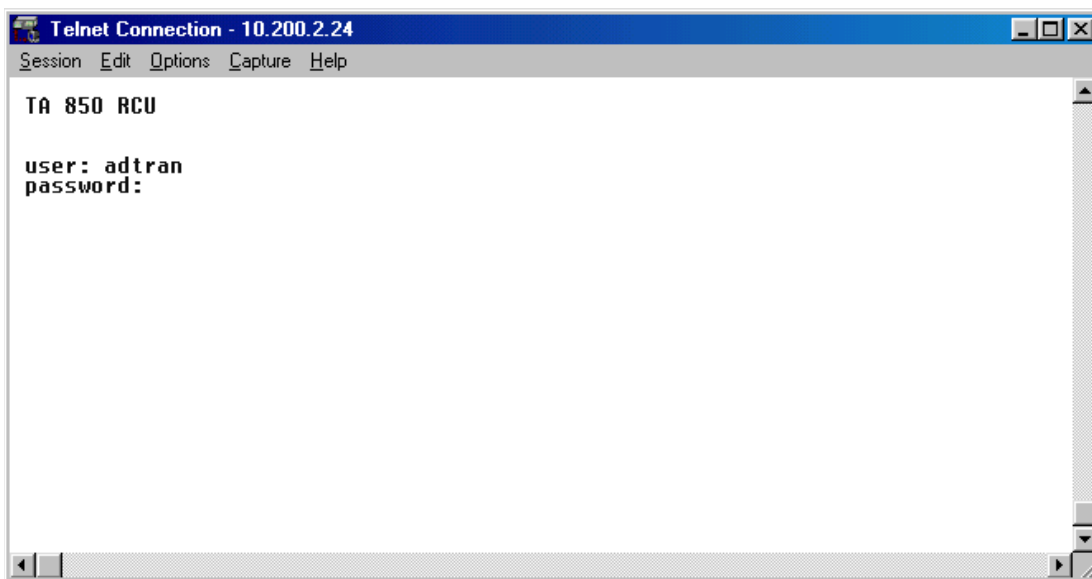 Telnet Connection - 10.200.2.24
Session Edit Options Capture Help
TA 850 RCU
user: adtran
password: